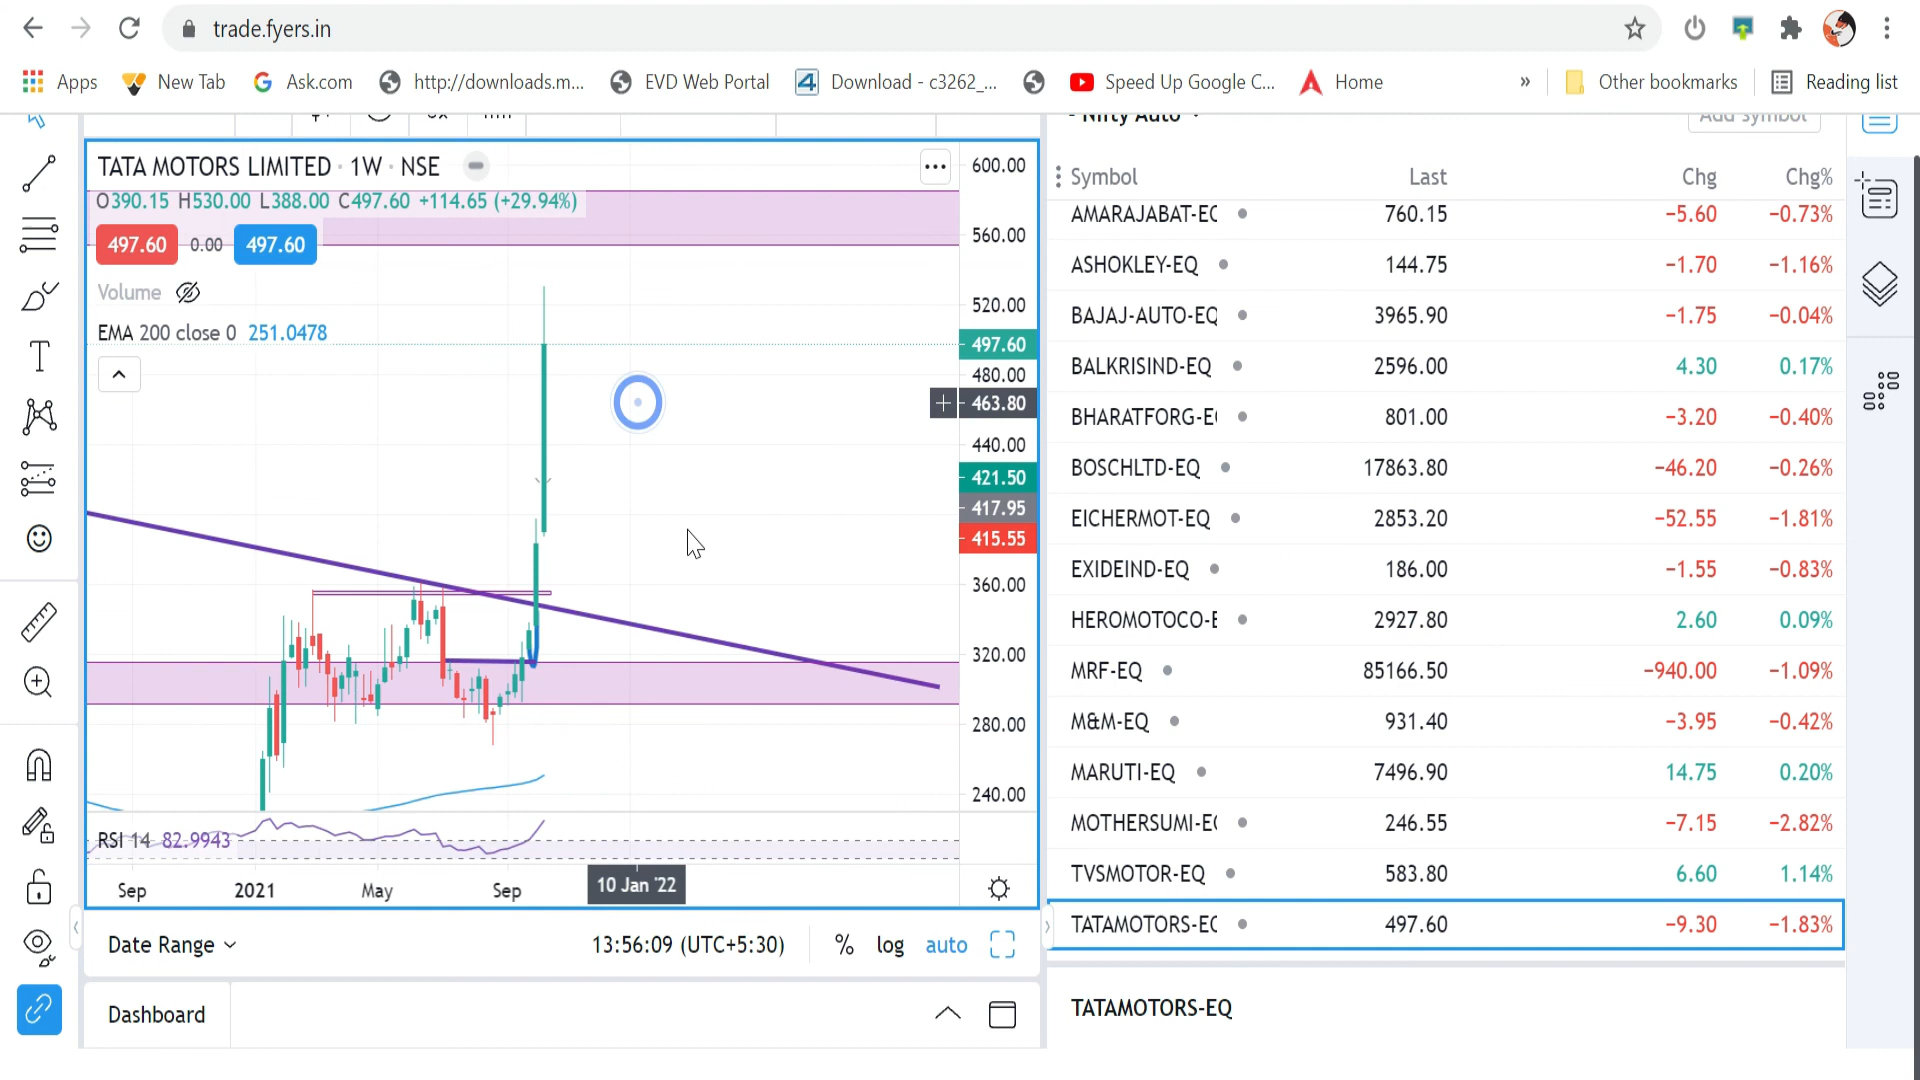 trade.fyers.in
Apps New Tab Ask.com http://downloads.m... EVD Web Portal Download - c3262_... Speed Up Google C... Home » Other bookmarks Reading list
Nifty Auto Add symbol
TATA MOTORS LIMITED · 1W · NSE
O390.15 H530.00 L388.00 C497.60 +114.65 (+29.94%)
497.60 0.00 497.60
Volume
EMA 200 close 0 251.0478
600.00
560.00
520.00
497.60
480.00
463.80
440.00
421.50
417.95
415.55
360.00
320.00
280.00
240.00
RSI 14 82.9943
Sep 2021 May Sep 10 Jan '22
Date Range 13:56:09 (UTC+5:30) % log auto
Dashboard
Symbol Last Chg Chg%
AMARAJABAT-EQ 760.15 −5.60 −0.73%
ASHOKLEY-EQ 144.75 −1.70 −1.16%
BAJAJ-AUTO-EQ 3965.90 −1.75 −0.04%
BALKRISIND-EQ 2596.00 4.30 0.17%
BHARATFORG-EQ 801.00 −3.20 −0.40%
BOSCHLTD-EQ 17863.80 −46.20 −0.26%
EICHERMOT-EQ 2853.20 −52.55 −1.81%
EXIDEIND-EQ 186.00 −1.55 −0.83%
HEROMOTOCO-E 2927.80 2.60 0.09%
MRF-EQ 85166.50 −940.00 −1.09%
M&M-EQ 931.40 −3.95 −0.42%
MARUTI-EQ 7496.90 14.75 0.20%
MOTHERSUMI-EQ 246.55 −7.15 −2.82%
TVSMOTOR-EQ 583.80 6.60 1.14%
TATAMOTORS-EQ 497.60 −9.30 −1.83%
TATAMOTORS-EQ